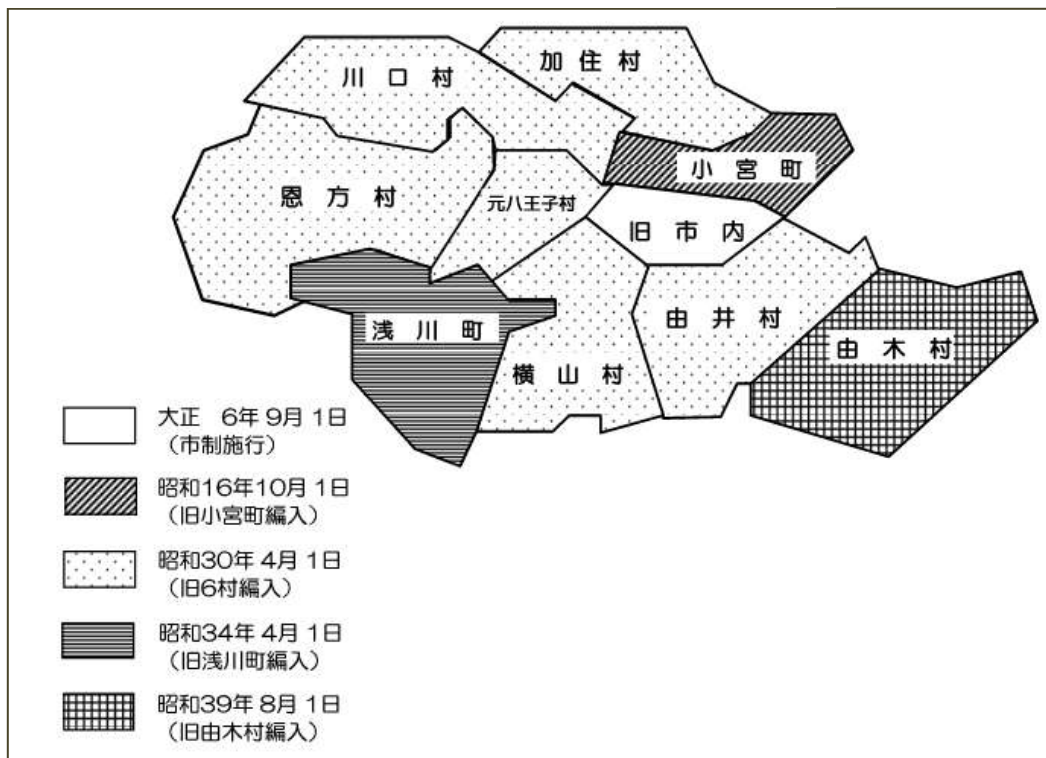 加住村
川口村
小宮町
恩方村
元八王子村
旧市内
由井村
浅川町
由木村
横山村
大正 6年 9月 1日
（市制施行）
昭和16年10月 1日
（旧小宮町編入）
昭和30年 4月 1日
（旧6村編入）
昭和34年 4月 1日
（旧浅川町編入）
昭和39年 8月 1日
（旧由木村編入）